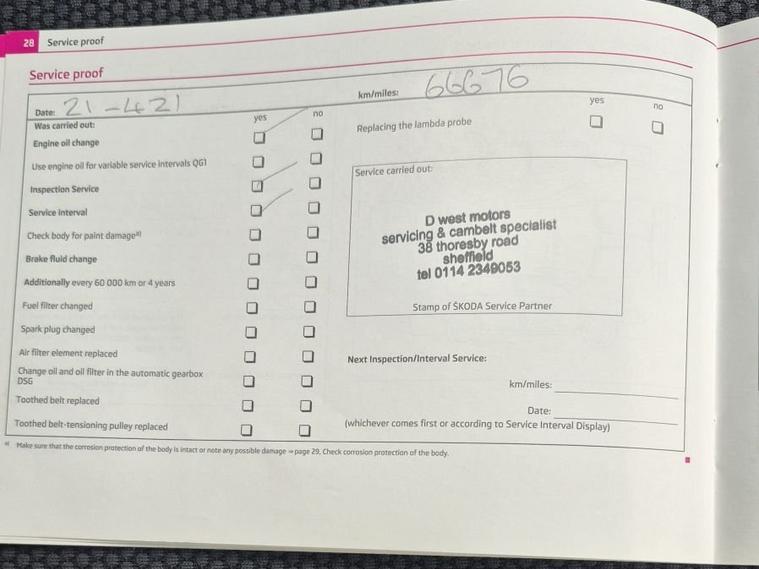 28 Service proof
Service proof
Date: 21-421
km/miles: 66676
Was carried out:
yes no
Engine oil change
Use engine oil for variable service intervals QG1
Inspection Service
Service interval
Check body for paint damageª⁾
Brake fluid change
Additionally every 60 000 km or 4 years
Fuel filter changed
Spark plug changed
Air filter element replaced
Change oil and oil filter in the automatic gearbox
DSG
Toothed belt replaced
Toothed belt-tensioning pulley replaced
yes no
Replacing the lambda probe
Service carried out:
D west motors
servicing & cambelt specialist
38 thoresby road
sheffield
tel 0114 2349053
Stamp of ŠKODA Service Partner
Next Inspection/Interval Service:
km/miles:
Date:
(whichever comes first or according to Service Interval Display)
ª⁾ Make sure that the corrosion protection of the body is intact or note any possible damage ⇒ page 29, Check corrosion protection of the body.